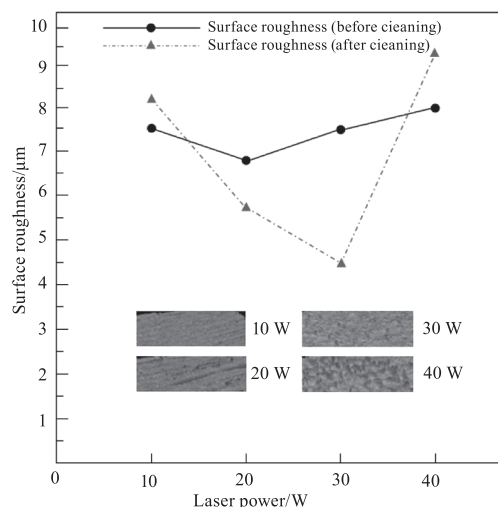 10
9
8
7
6
5
4
3
2
1
0
Surface roughness/μm
Surface roughness (before cleaning)
Surface roughness (after cieaning)
10 W
30 W
20 W
40 W
10
20
30
40
Laser power/W